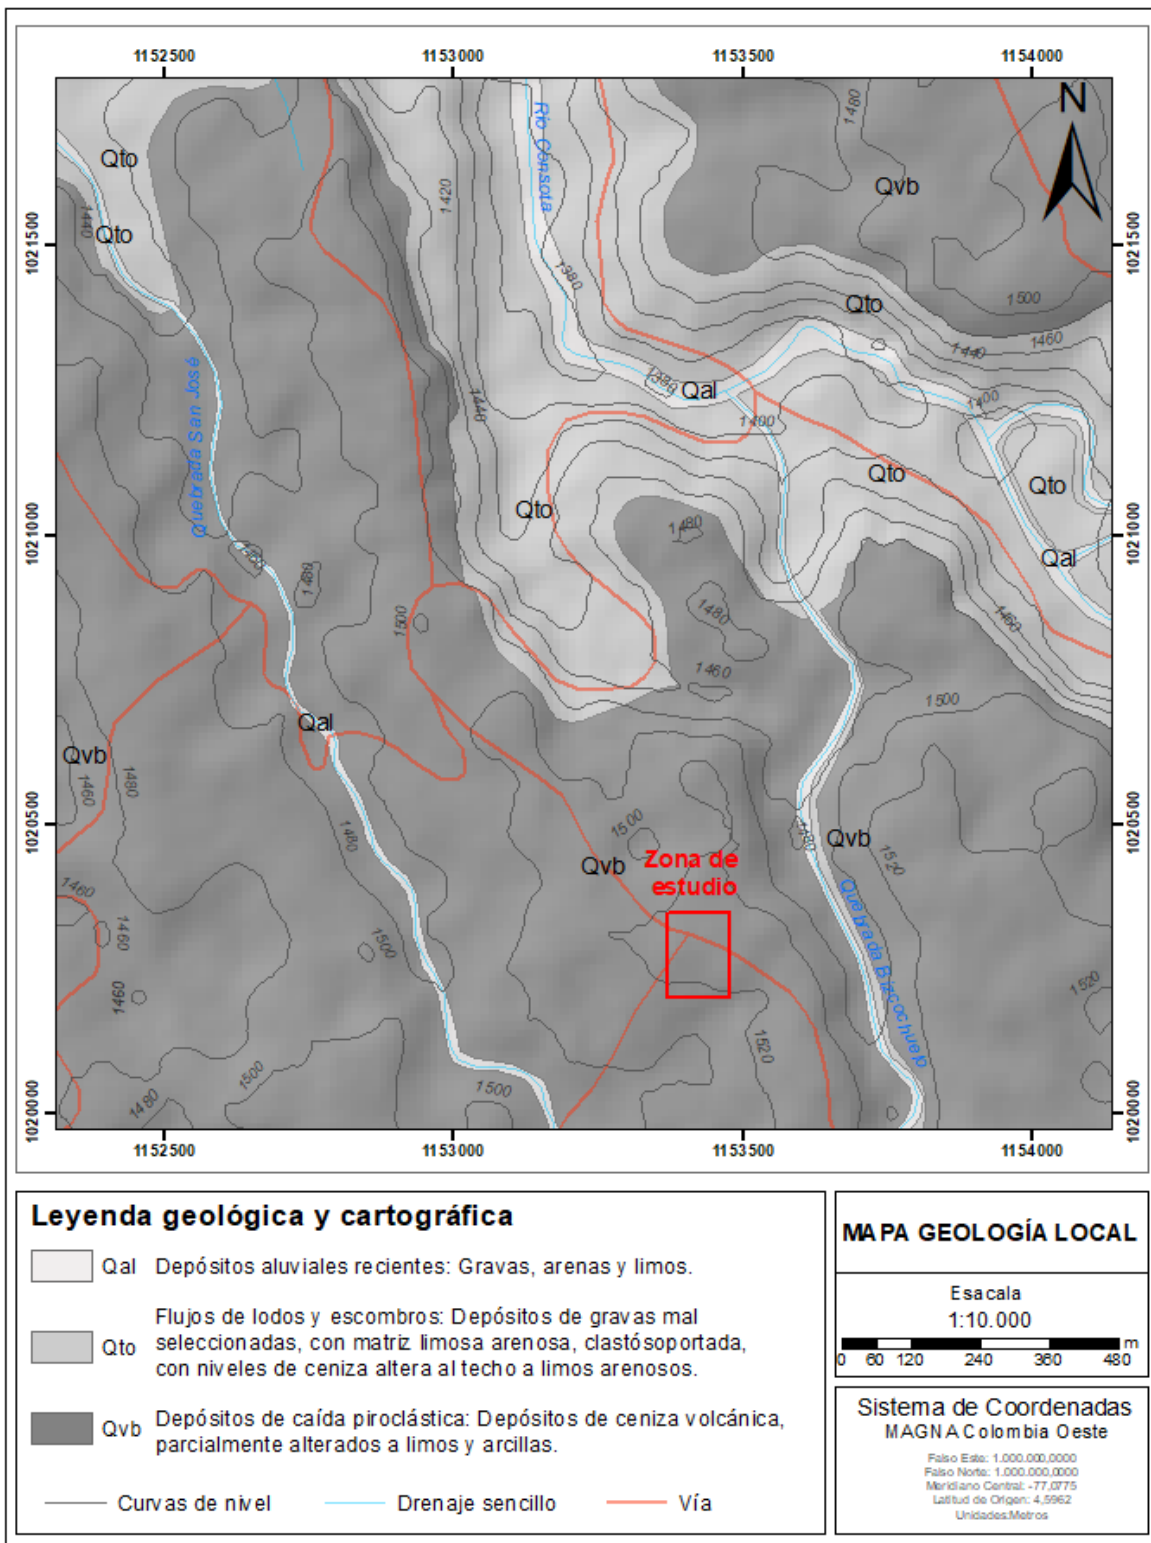 1152500 1153000 1153500 1154000
N
1480
Qto
Río Consota
Qvb
1420
1440
Qto
1021500 1021500
1380
1500
Qto
1460
1440
Quebrada San José
1380
Qal
1400
1440
1400
Qto
Qto
Qto
1480
1021000 1021000
Qal
1480
1480
1460
1500
1460
1500
Qal
Qvb
1480
1460
1480
1020500 1020500
1500
1480
Qvb
1520
Qvb
Zona de
estudio
1460
1460
1500
Quebrada Bizcochuelo
1460
1520
1520
1500
1500
1480
1020000 1020000
1152500 1153000 1153500 1154000
Leyenda geológica y cartográfica
Qal Depósitos aluviales recientes: Gravas, arenas y limos.
Qto Flujos de lodos y escombros: Depósitos de gravas mal
seleccionadas, con matriz limosa arenosa, clastósoportada,
con niveles de ceniza altera al techo a limos arenosos.
Qvb Depósitos de caída piroclástica: Depósitos de ceniza volcánica,
parcialmente alterados a limos y arcillas.
Curvas de nivel Drenaje sencillo Vía
MAPA GEOLOGÍA LOCAL
Esacala
1:10.000
0 60 120 240 360 480 m
Sistema de Coordenadas
MAGNA Colombia Oeste
Falso Este: 1.000.000,0000
Falso Norte: 1.000.000,0000
Meridiano Central: -77,0775
Latitud de Origen: 4,5962
Unidades:Metros